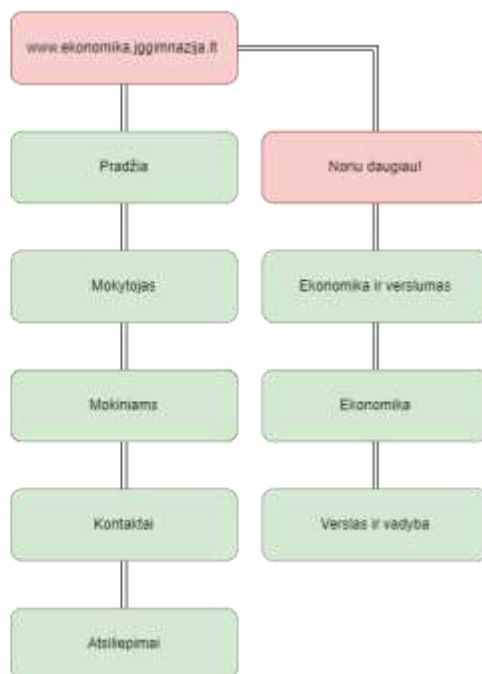 www.ekonomika.jggimnazija.lt
Pradžia
Noriu daugiau!
Mokytojas
Ekonomika ir verslumas
Mokiniams
Ekonomika
Kontaktai
Verslas ir vadyba
Atsiliepimai